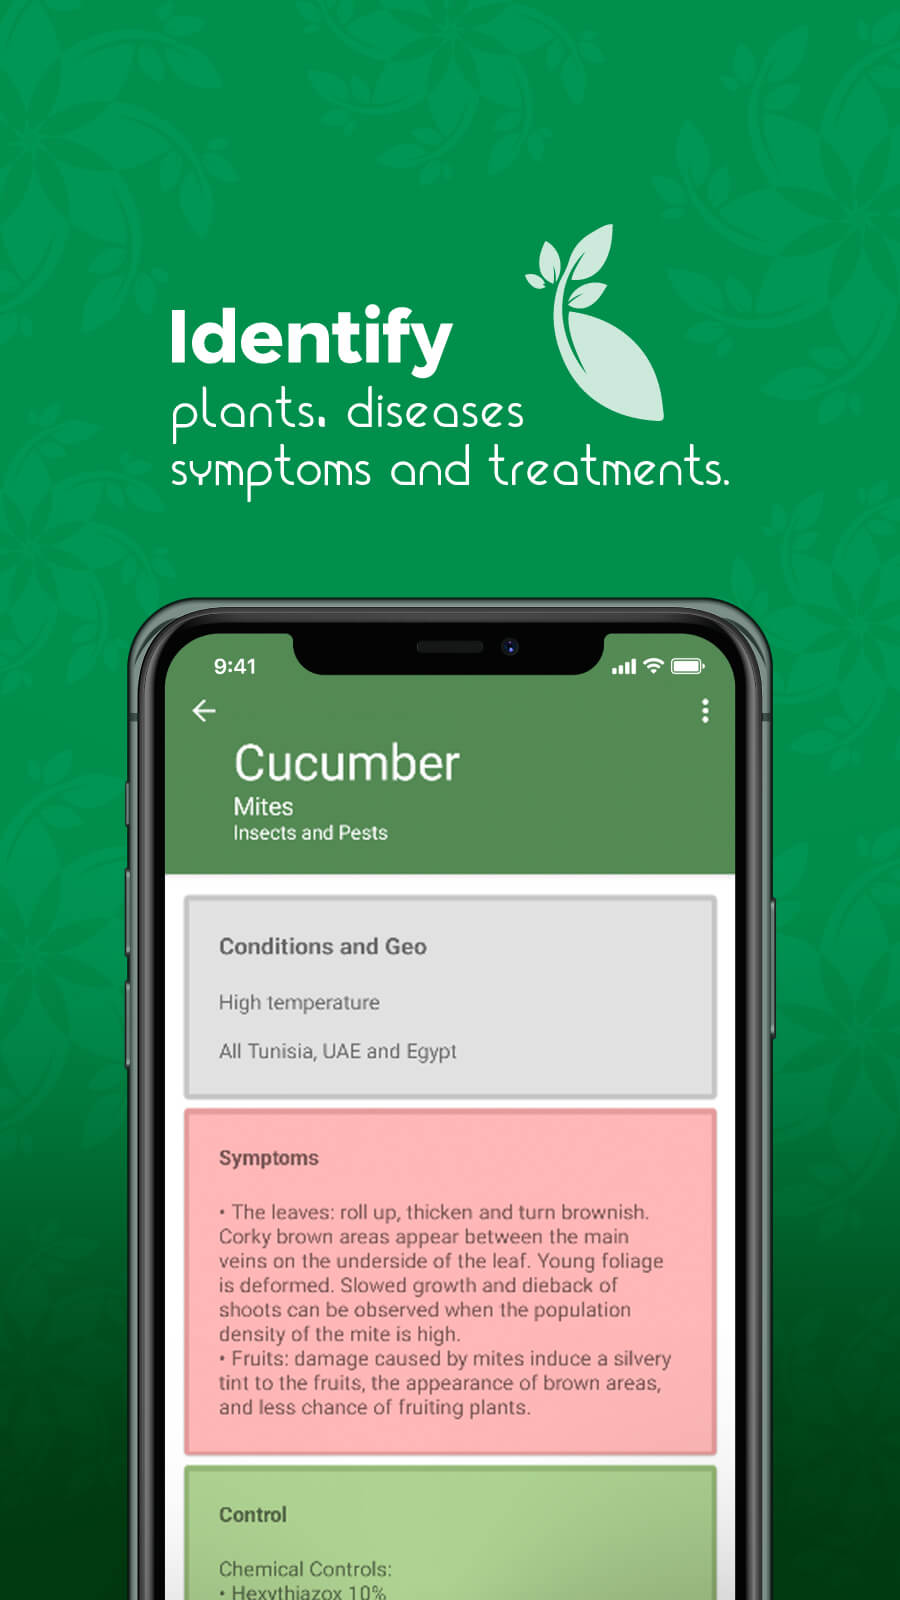 Identify
plants. diseases
symptoms and treatments.
9:41
Cucumber
Mites
Insects and Pests
Conditions and Geo
High temperature
All Tunisia, UAE and Egypt
Symptoms
• The leaves: roll up, thicken and turn brownish.
Corky brown areas appear between the main
veins on the underside of the leaf. Young foliage
is deformed. Slowed growth and dieback of
shoots can be observed when the population
density of the mite is high.
• Fruits: damage caused by mites induce a silvery
tint to the fruits, the appearance of brown areas,
and less chance of fruiting plants.
Control
Chemical Controls:
• Hexythiazox 10%